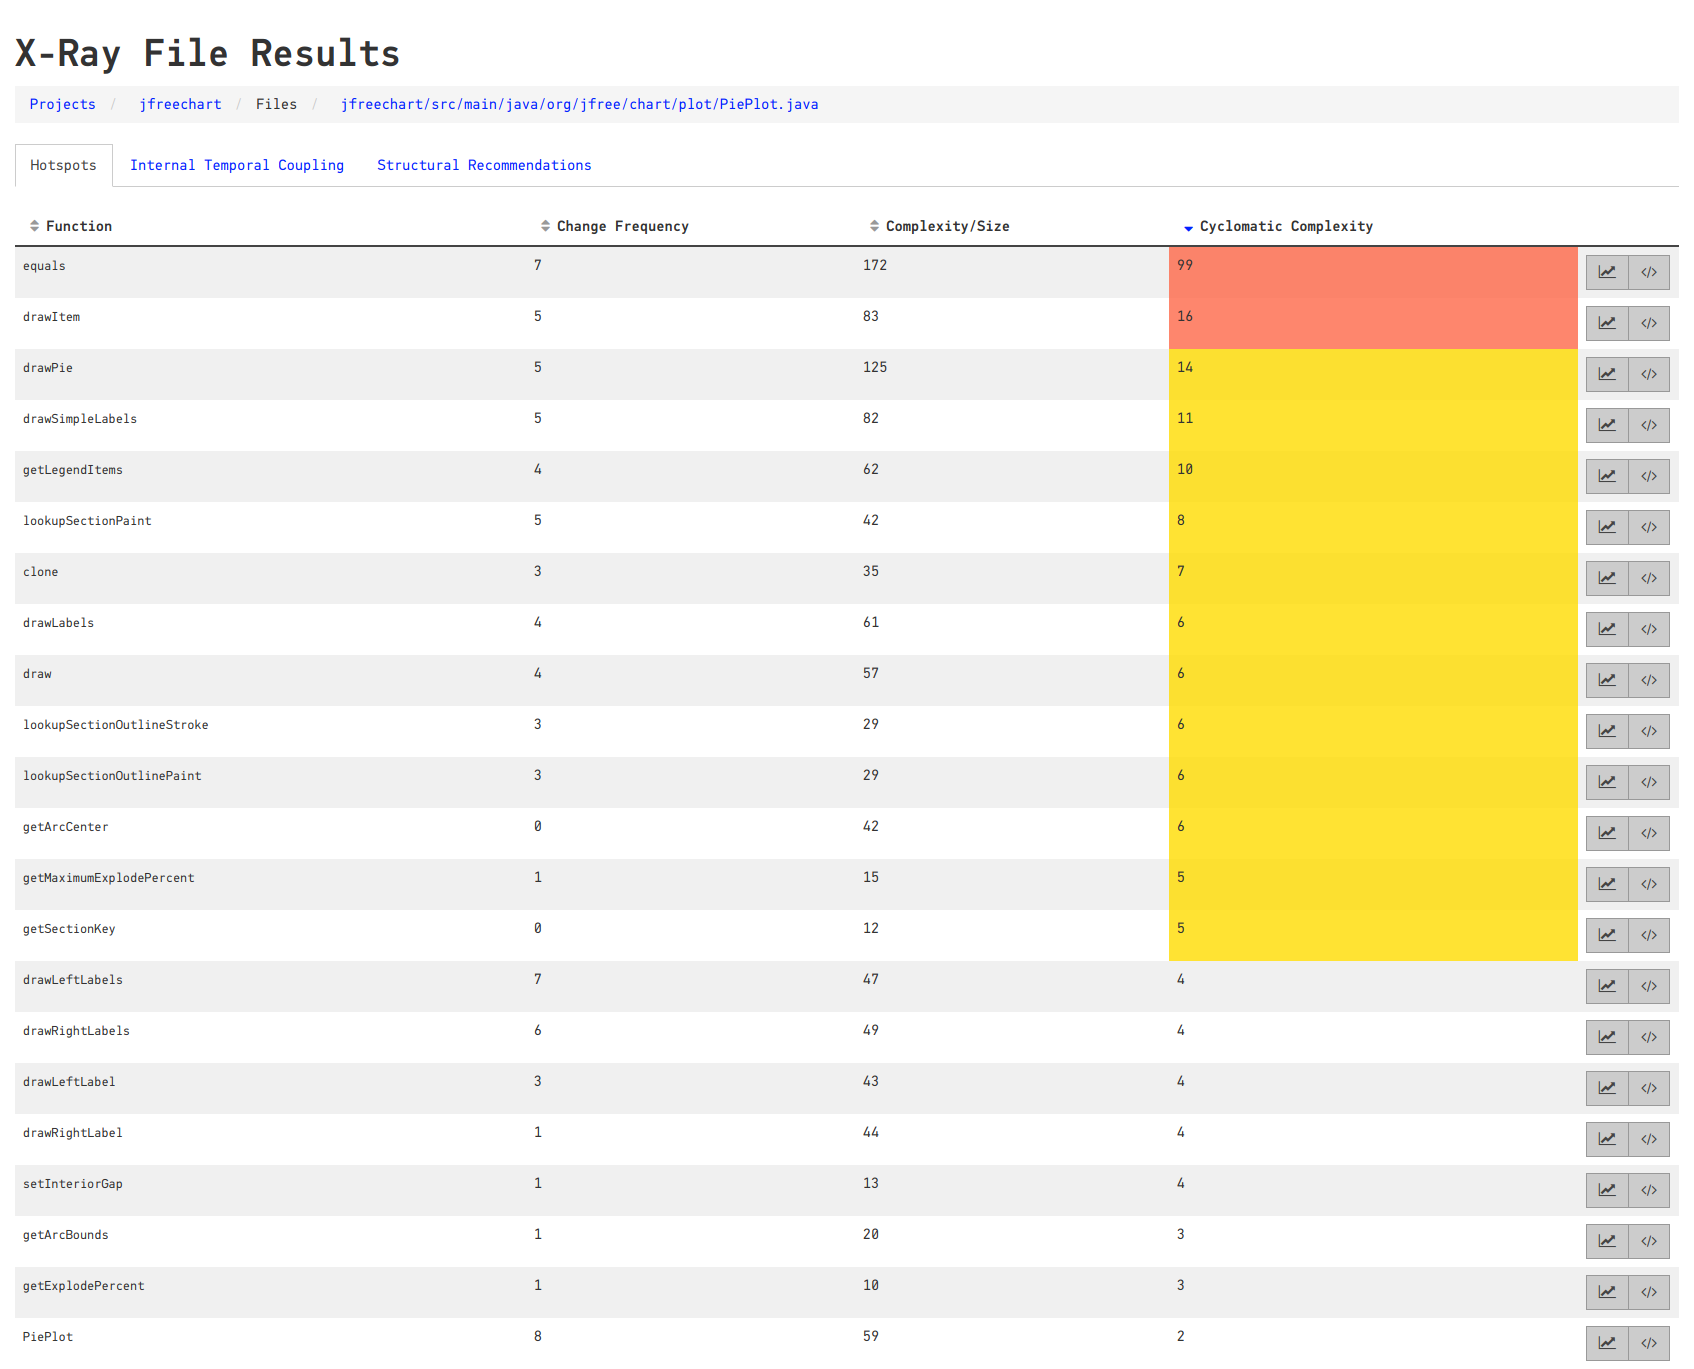 X-Ray File Results
Projects / jfreechart / Files / jfreechart/src/main/java/org/jfree/chart/plot/PiePlot.java
Hotspots Internal Temporal Coupling Structural Recommendations
Function Change Frequency Complexity/Size Cyclomatic Complexity
equals 7 172 99
drawItem 5 83 16
drawPie 5 125 14
drawSimpleLabels 5 82 11
getLegendItems 4 62 10
lookupSectionPaint 5 42 8
clone 3 35 7
drawLabels 4 61 6
draw 4 57 6
lookupSectionOutlineStroke 3 29 6
lookupSectionOutlinePaint 3 29 6
getArcCenter 0 42 6
getMaximumExplodePercent 1 15 5
getSectionKey 0 12 5
drawLeftLabels 7 47 4
drawRightLabels 6 49 4
drawLeftLabel 3 43 4
drawRightLabel 1 44 4
setInteriorGap 1 13 4
getArcBounds 1 20 3
getExplodePercent 1 10 3
PiePlot 8 59 2